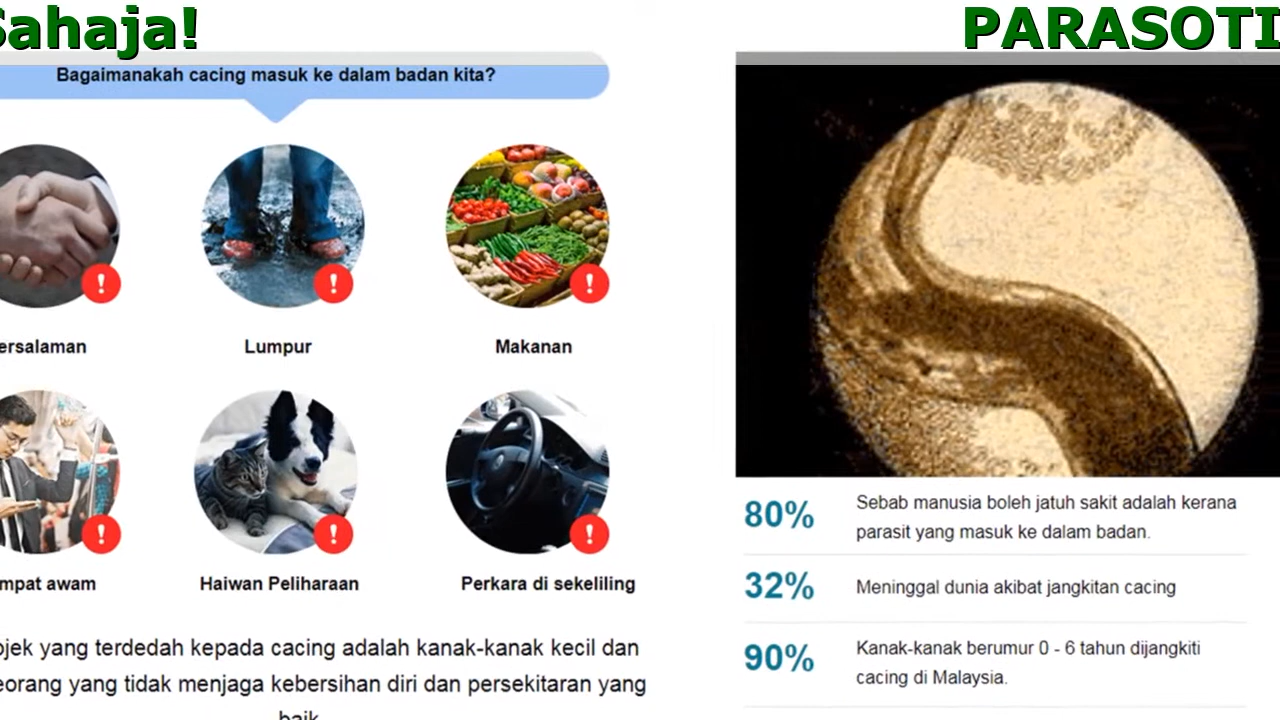 Sahaja!
PARASOTI
Bagaimanakah cacing masuk ke dalam badan kita?
ersalaman
Lumpur
Makanan
mpat awam
Haiwan Peliharaan
Perkara di sekeliling
ojek yang terdedah kepada cacing adalah kanak-kanak kecil dan
eorang yang tidak menjaga kebersihan diri dan persekitaran yang
baik
80%
Sebab manusia boleh jatuh sakit adalah kerana
parasit yang masuk ke dalam badan.
32%
Meninggal dunia akibat jangkitan cacing
90%
Kanak-kanak berumur 0 - 6 tahun dijangkiti
cacing di Malaysia.